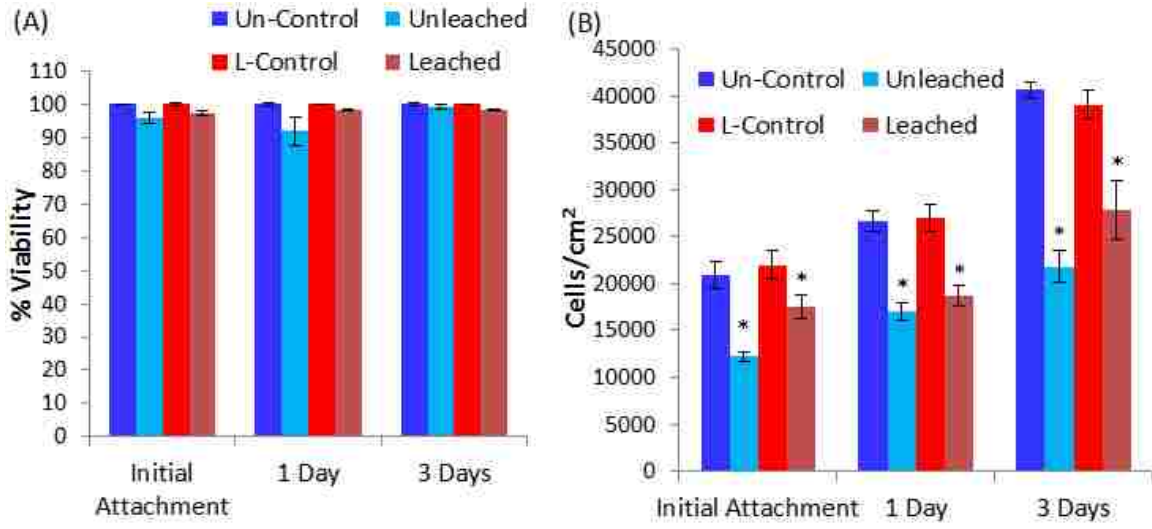 (A)
Un-Control Unleached
L-Control Leached
110
100
90
80
70
60
50
40
30
20
10
0
% Viability
Initial Attachment
1 Day
3 Days
(B)
Un-Control Unleached
L-Control Leached
45000
40000
35000
30000
25000
20000
15000
10000
5000
0
Cells/cm²
* * * * * *
Initial Attachment 1 Day 3 Days